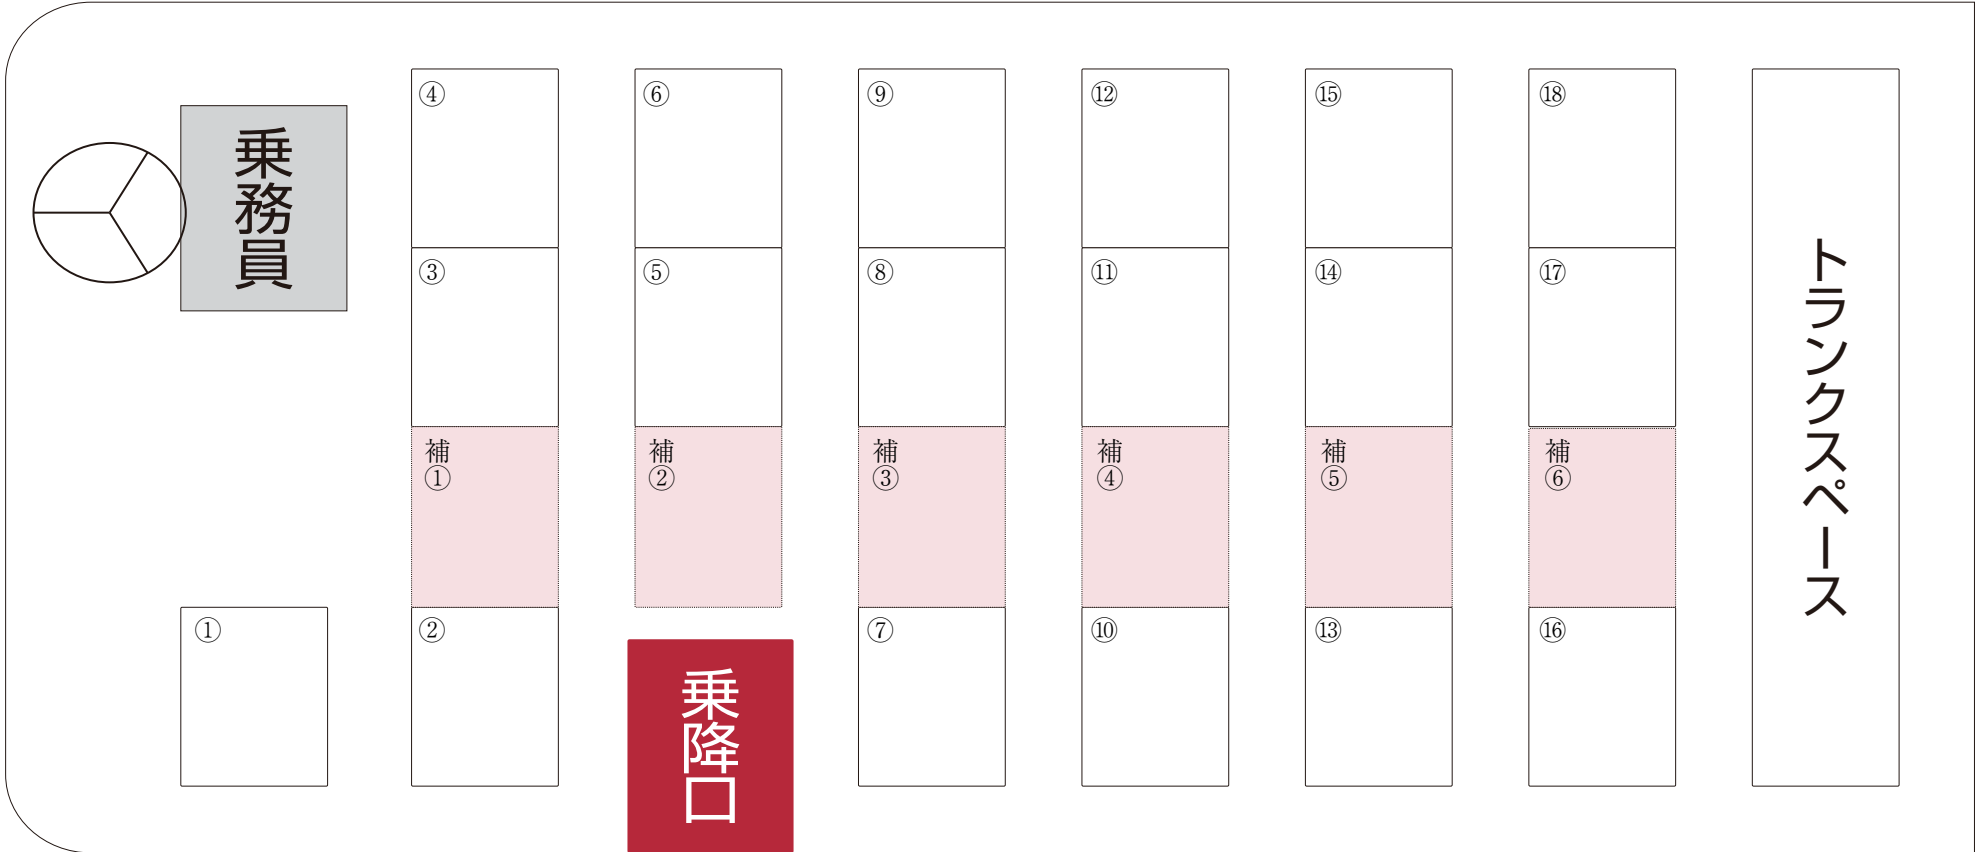 乗務員
①
④
③
補①
②
⑥
⑤
補②
乗降口
⑨
⑧
補③
⑦
⑫
⑪
補④
⑩
⑮
⑭
補⑤
⑬
⑱
⑰
補⑥
⑯
トランクスペース